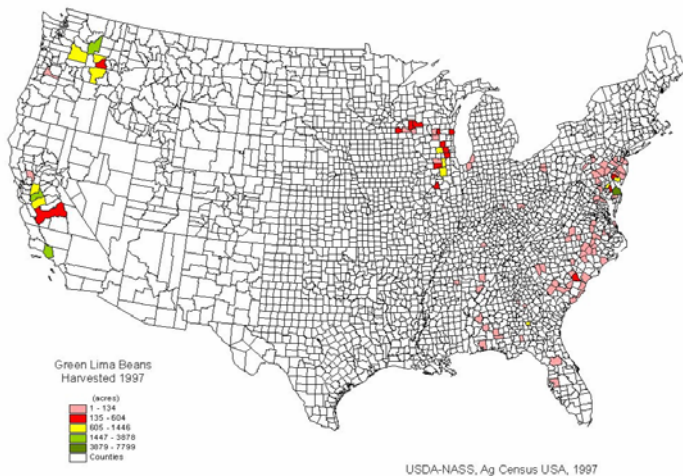 Green Lima Beans
Harvested 1997
(acres)
1 - 134
135 - 604
605 - 1446
1447 - 3878
3879 - 7799
Counties
USDA-NASS, Ag Census USA, 1997